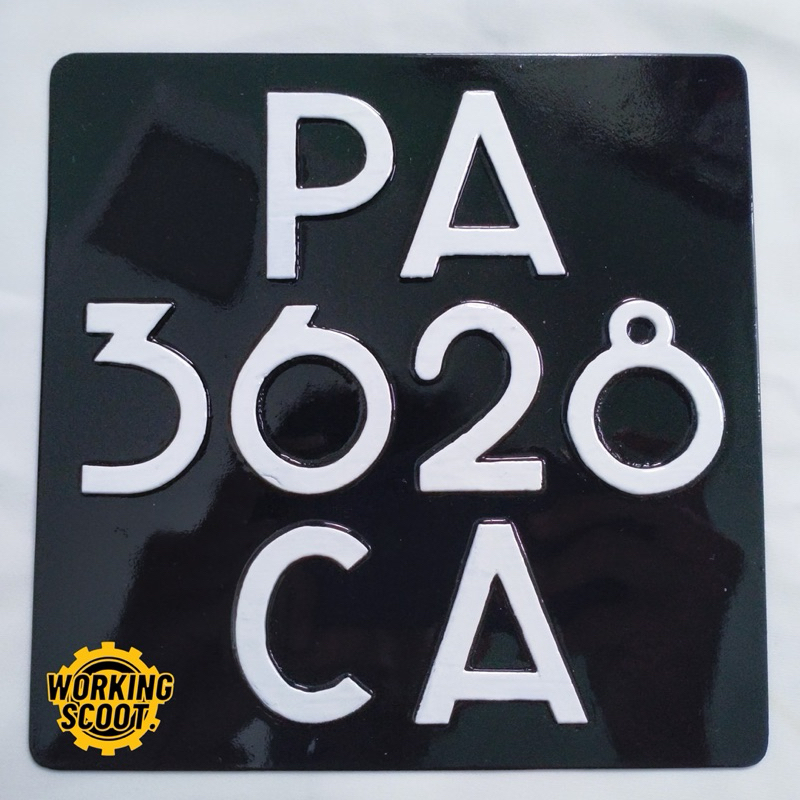 PA
3628
CA
WORKING
SCOOT.